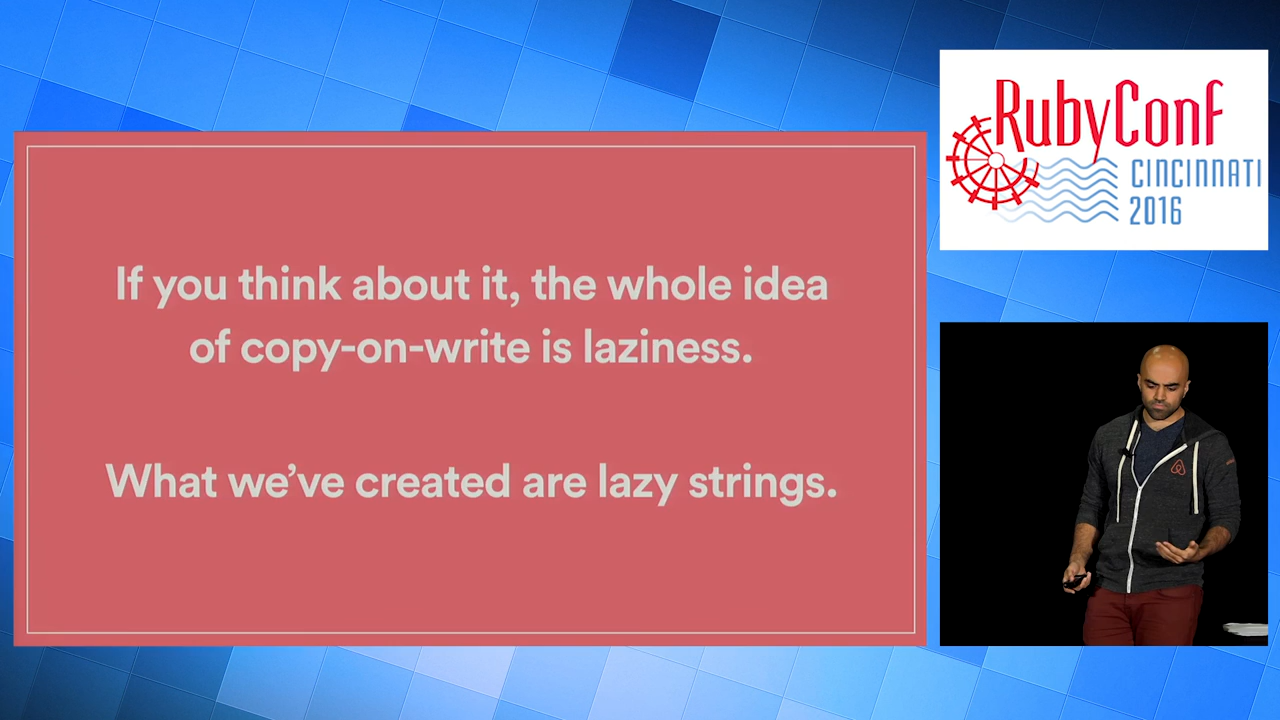 If you think about it, the whole idea
of copy-on-write is laziness.
What we’ve created are lazy strings.
RubyConf
CINCINNATI
2016